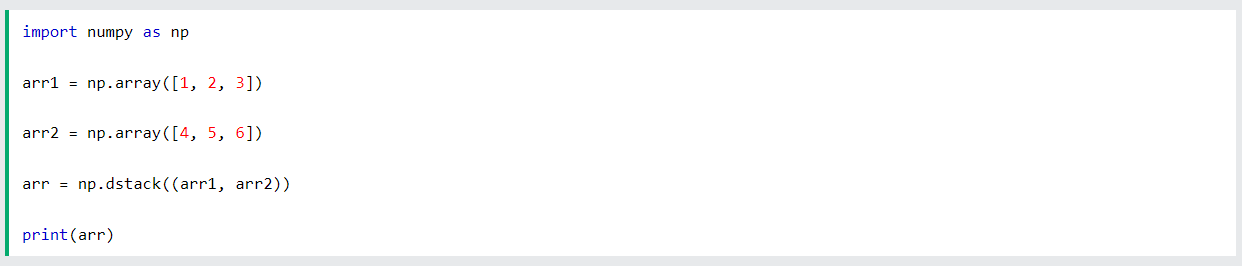 import numpy as np
arr1 = np.array([1, 2, 3])
arr2 = np.array([4, 5, 6])
arr = np.dstack((arr1, arr2))
print(arr)